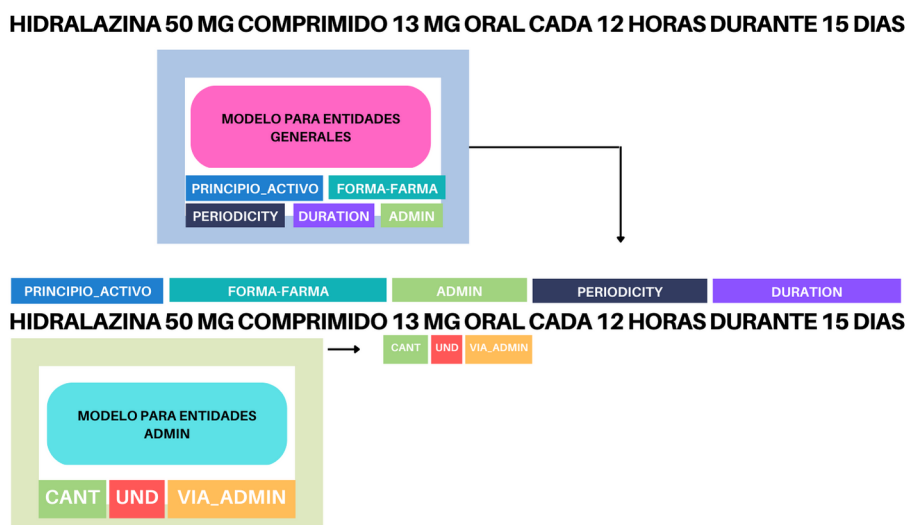 HIDRALAZINA 50 MG COMPRIMIDO 13 MG ORAL CADA 12 HORAS DURANTE 15 DIAS
MODELO PARA ENTIDADES
GENERALES
PRINCIPIO_ACTIVO FORMA-FARMA
PERIODICITY DURATION ADMIN
PRINCIPIO_ACTIVO FORMA-FARMA ADMIN PERIODICITY DURATION
HIDRALAZINA 50 MG COMPRIMIDO 13 MG ORAL CADA 12 HORAS DURANTE 15 DIAS
CANT UND VIA_ADMIN
MODELO PARA ENTIDADES
ADMIN
CANT UND VIA_ADMIN